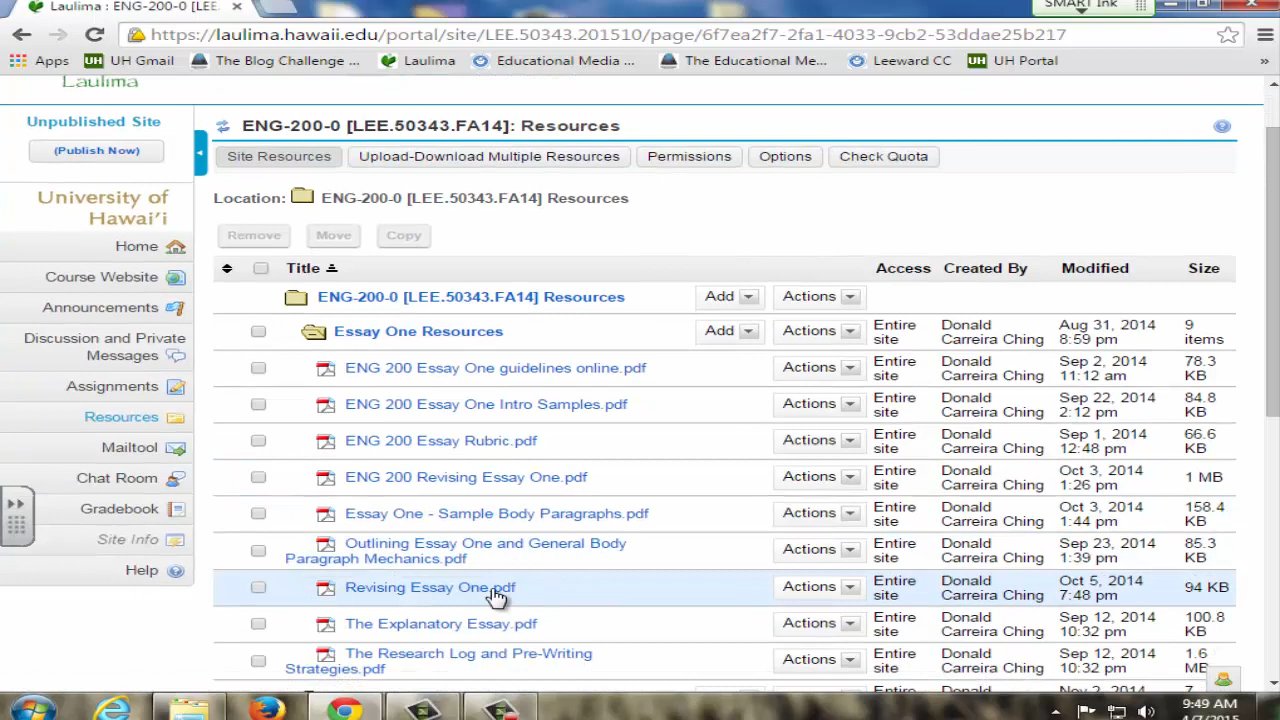 Laulima : ENG-200-0 [LEE.
SMART Ink
https://laulima.hawaii.edu/portal/site/LEE.50343.201510/page/6f7ea2f7-2fa1-4033-9cb2-53ddae25b217
Apps UH UH Gmail The Blog Challenge ... Laulima Educational Media ... The Educational Me... Leeward CC UH UH Portal »
Laulima
Unpublished Site
(Publish Now)
University of
Hawai'i
Home
Course Website
Announcements
Discussion and Private
Messages
Assignments
Resources
Mailtool
Chat Room
Gradebook
Site Info
Help
ENG-200-0 [LEE.50343.FA14]: Resources
Site Resources Upload-Download Multiple Resources Permissions Options Check Quota
Location: ENG-200-0 [LEE.50343.FA14] Resources
Remove Move Copy
Title Access Created By Modified Size
ENG-200-0 [LEE.50343.FA14] Resources Add Actions
Essay One Resources Add Actions Entire site Donald Carreira Ching Aug 31, 2014 8:59 pm 9 items
ENG 200 Essay One guidelines online.pdf Actions Entire site Donald Carreira Ching Sep 2, 2014 11:12 am 78.3 KB
ENG 200 Essay One Intro Samples.pdf Actions Entire site Donald Carreira Ching Sep 22, 2014 2:12 pm 84.8 KB
ENG 200 Essay Rubric.pdf Actions Entire site Donald Carreira Ching Sep 1, 2014 12:48 pm 66.6 KB
ENG 200 Revising Essay One.pdf Actions Entire site Donald Carreira Ching Oct 3, 2014 1:26 pm 1 MB
Essay One - Sample Body Paragraphs.pdf Actions Entire site Donald Carreira Ching Oct 3, 2014 1:44 pm 158.4 KB
Outlining Essay One and General Body Paragraph Mechanics.pdf Actions Entire site Donald Carreira Ching Sep 23, 2014 1:39 pm 85.3 KB
Revising Essay One.pdf Actions Entire site Donald Carreira Ching Oct 5, 2014 7:48 pm 94 KB
The Explanatory Essay.pdf Actions Entire site Donald Carreira Ching Sep 12, 2014 10:32 pm 100.8 KB
The Research Log and Pre-Writing Strategies.pdf Actions Entire site Donald Carreira Ching Sep 12, 2014 10:32 pm 1.6 MB
9:49 AM
4/7/2015